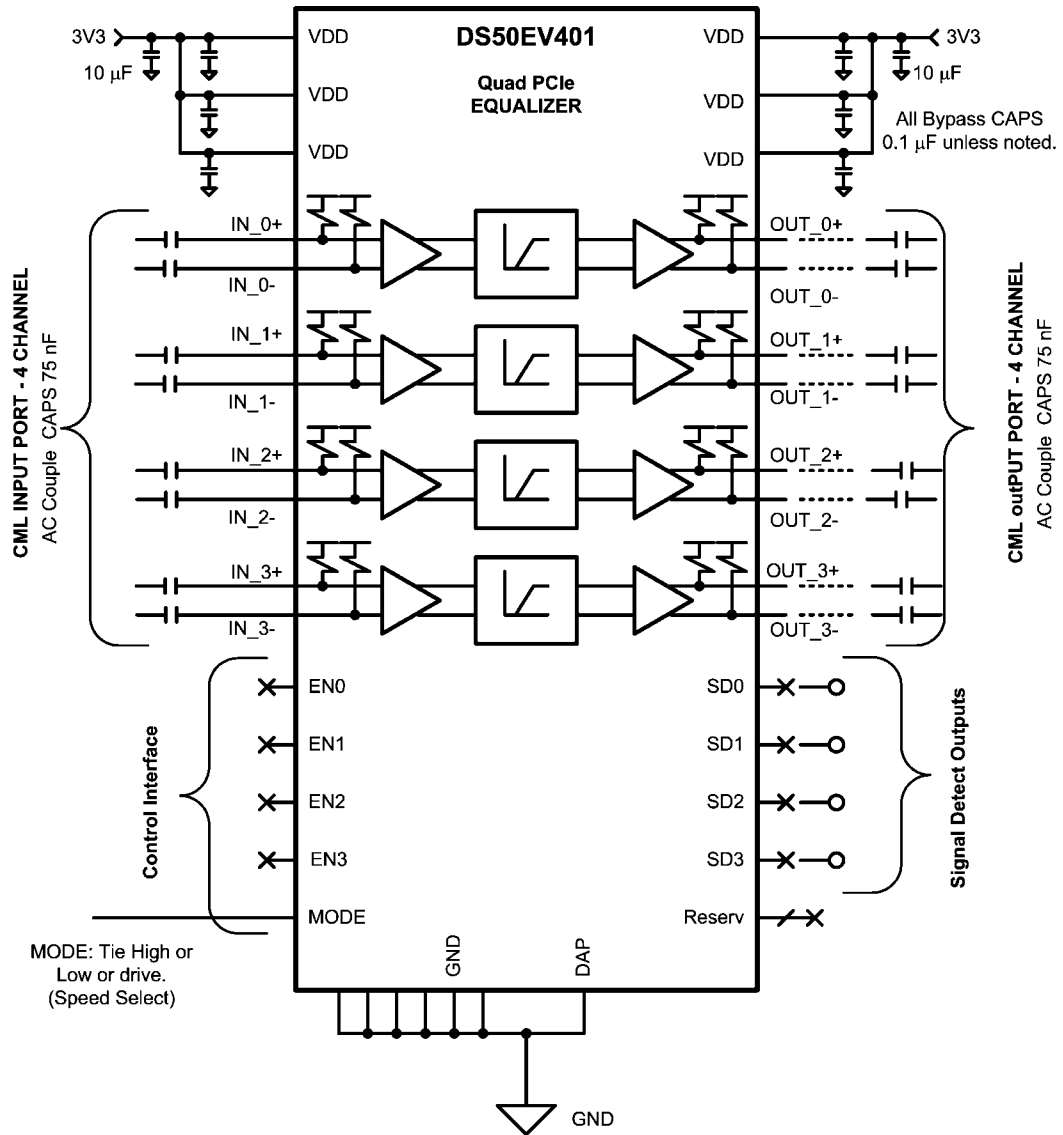 3V3
10 µF
VDD
VDD
VDD
DS50EV401
Quad PCIe
EQUALIZER
VDD
VDD
VDD
3V3
10 µF
All Bypass CAPS
0.1 µF unless noted.
CML INPUT PORT - 4 CHANNEL
AC Couple CAPS 75 nF
IN_0+
IN_0-
IN_1+
IN_1-
IN_2+
IN_2-
IN_3+
IN_3-
OUT_0+
OUT_0-
OUT_1+
OUT_1-
OUT_2+
OUT_2-
OUT_3+
OUT_3-
CML outPUT PORT - 4 CHANNEL
AC Couple CAPS 75 nF
Control Interface
EN0
EN1
EN2
EN3
MODE
MODE: Tie High or
Low or drive.
(Speed Select)
SD0
SD1
SD2
SD3
Reserv
Signal Detect Outputs
GND
DAP
GND